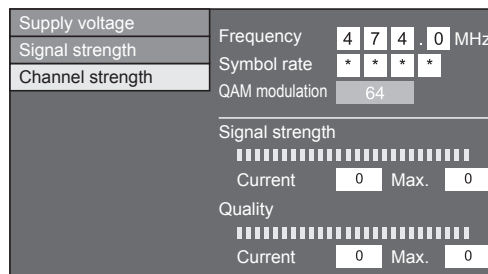 Supply voltage
Signal strength
Channel strength
Frequency 4 7 4 . 0 MHz
Symbol rate * * * *
QAM modulation 64
Signal strength
Current 0 Max. 0
Quality
Current 0 Max. 0